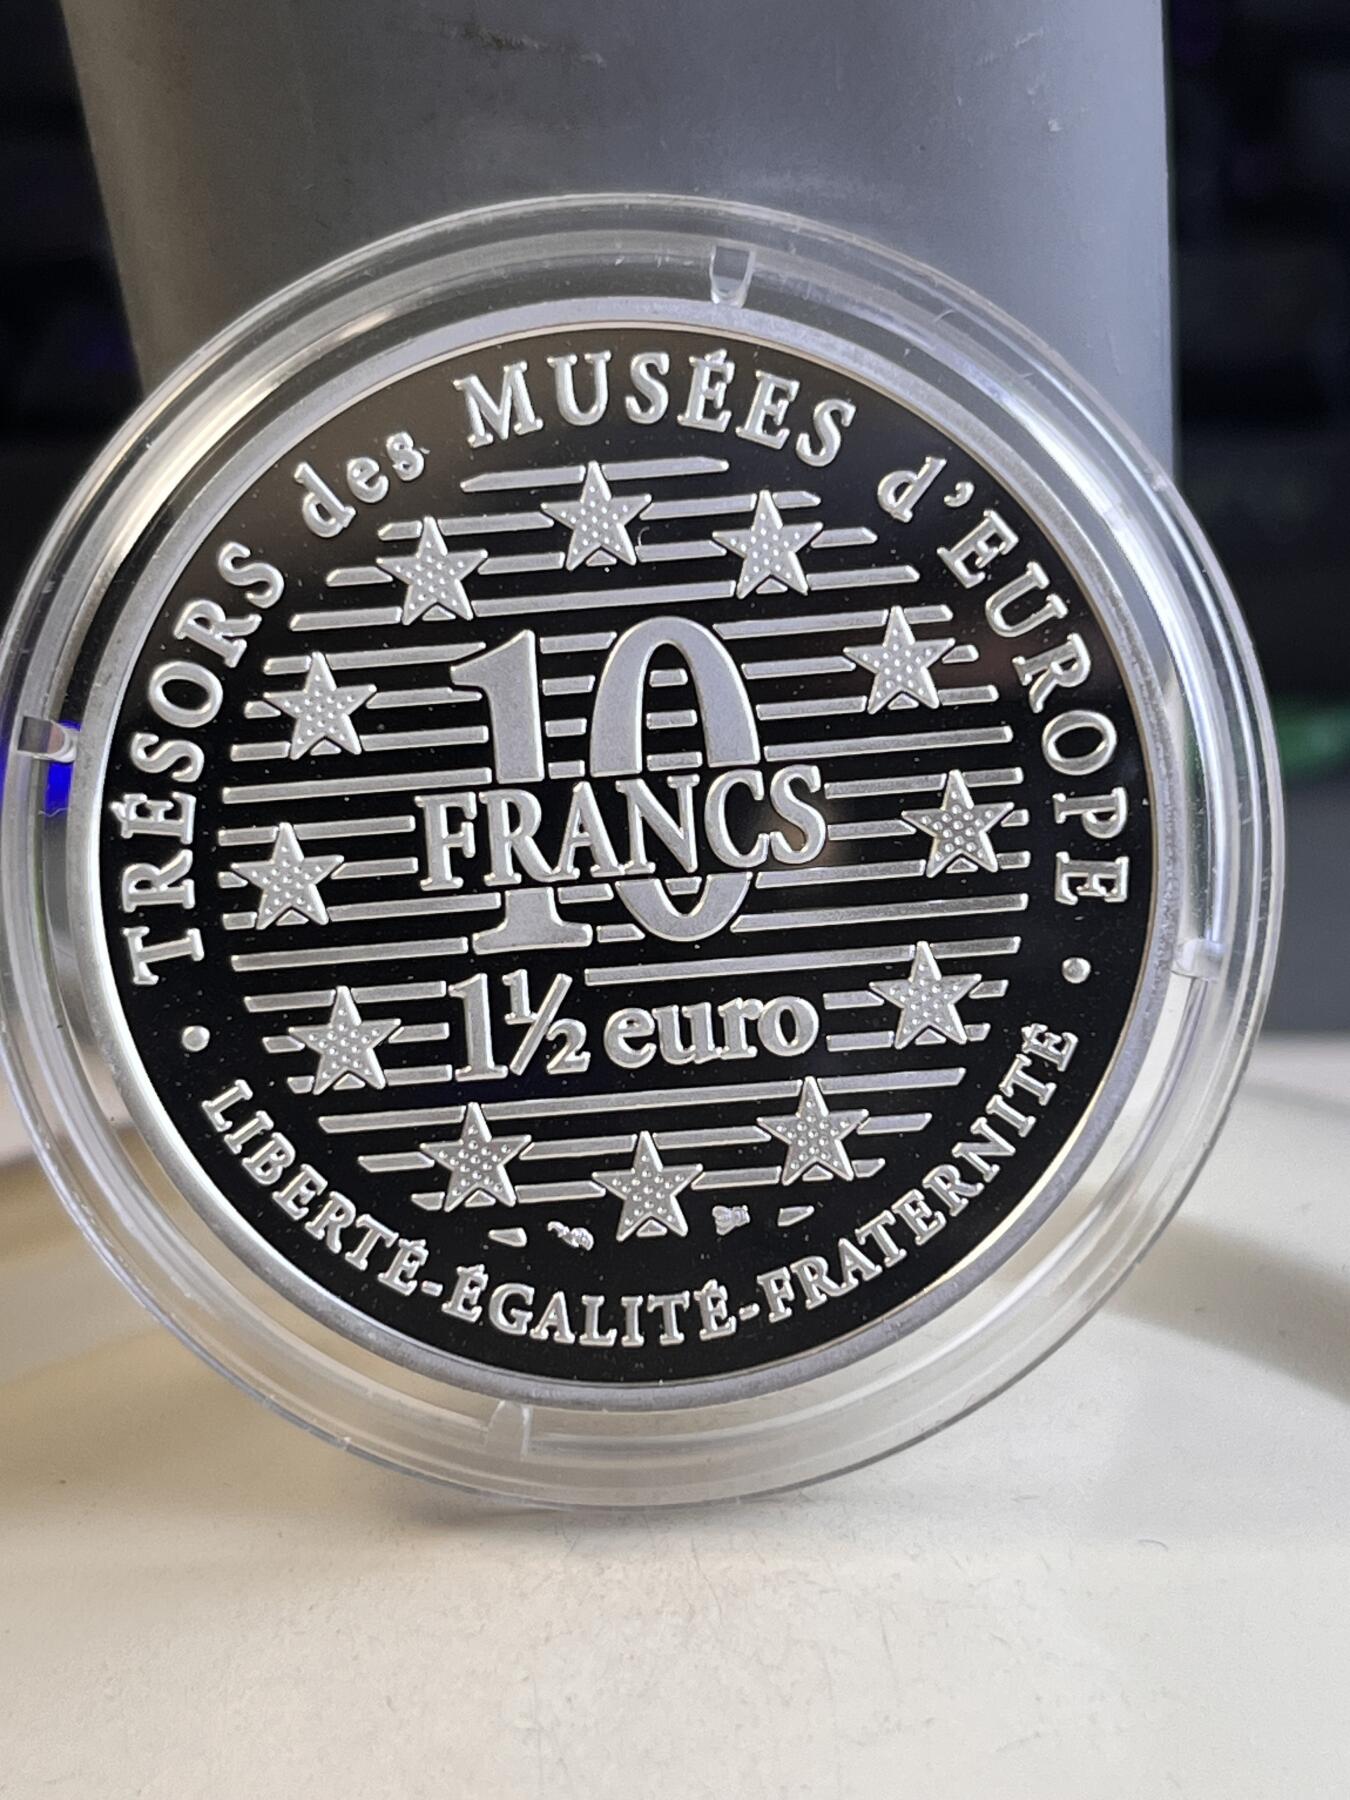 TRÉSORS des MUSÉES d'EUROPE
10
FRANCS
1½ euro
LIBERTÉ-ÉGALITÉ-FRATERNITÉ